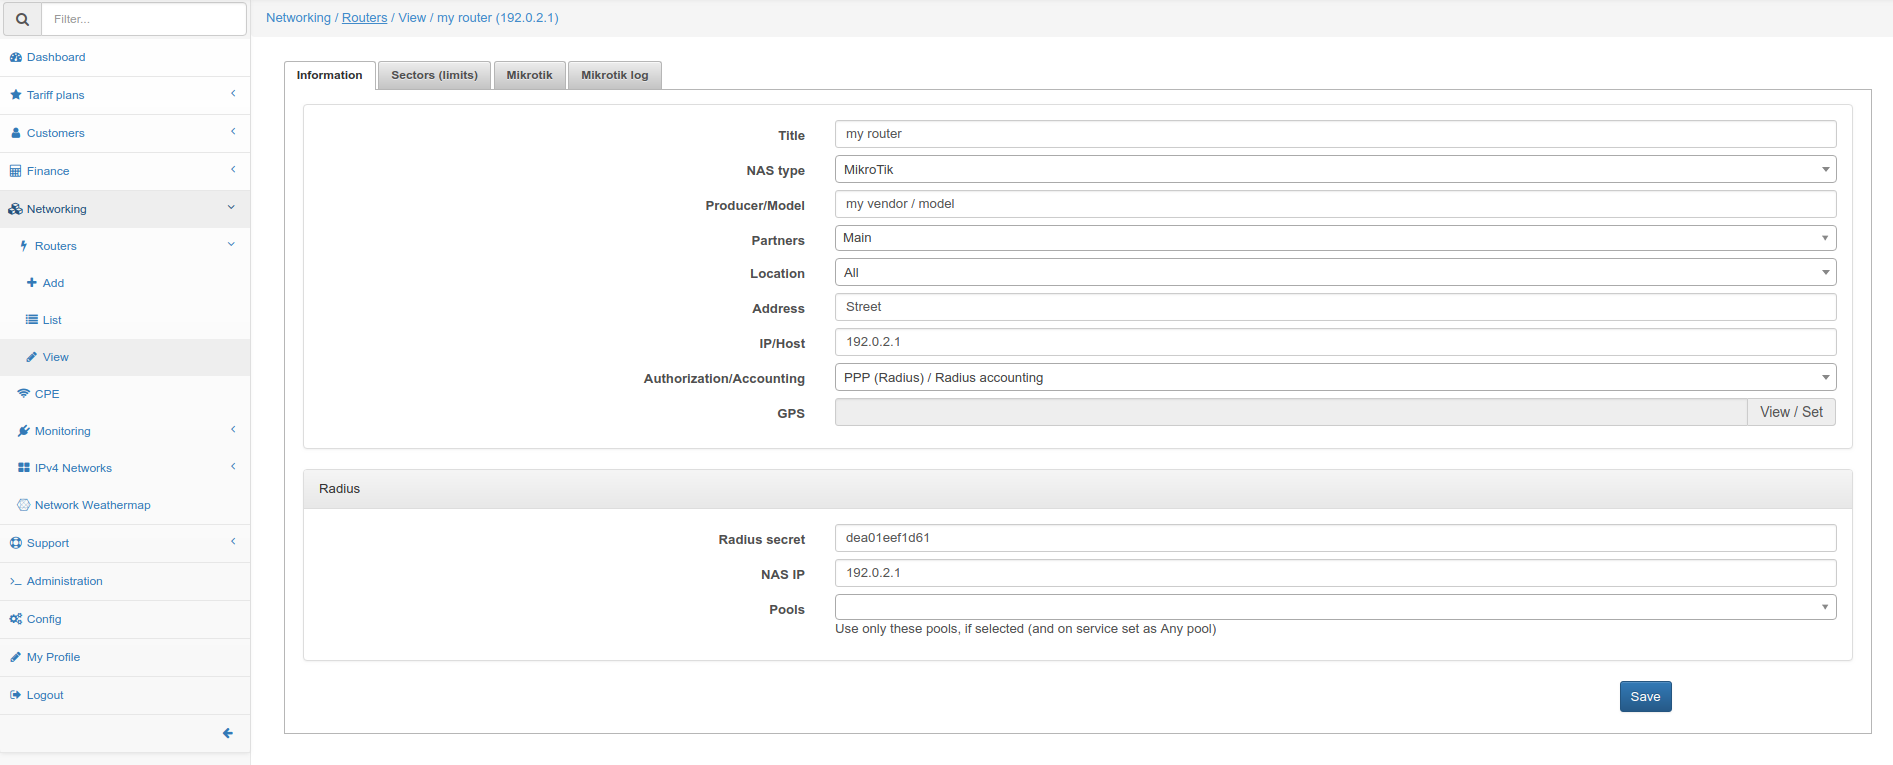 Filter...
Networking / Routers / View / my router (192.0.2.1)
Dashboard
Tariff plans
Customers
Finance
Networking
Routers
Add
List
View
CPE
Monitoring
IPv4 Networks
Network Weathermap
Support
Administration
Config
My Profile
Logout
Information
Sectors (limits)
Mikrotik
Mikrotik log
Title
my router
NAS type
MikroTik
Producer/Model
my vendor / model
Partners
Main
Location
All
Address
Street
IP/Host
192.0.2.1
Authorization/Accounting
PPP (Radius) / Radius accounting
GPS
View / Set
Radius
Radius secret
dea01eef1d61
NAS IP
192.0.2.1
Pools
Use only these pools, if selected (and on service set as Any pool)
Save